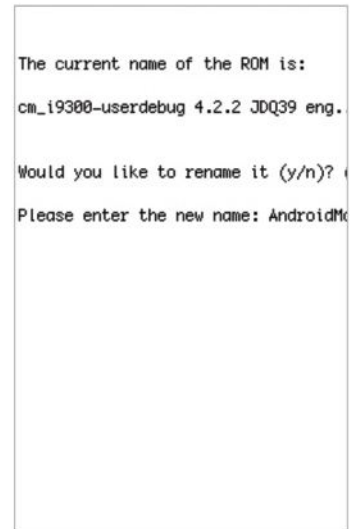 The current name of the ROM is:
cm_i9300-userdebug 4.2.2 JDQ39 eng.
Would you like to rename it (y/n)?
Please enter the new name: